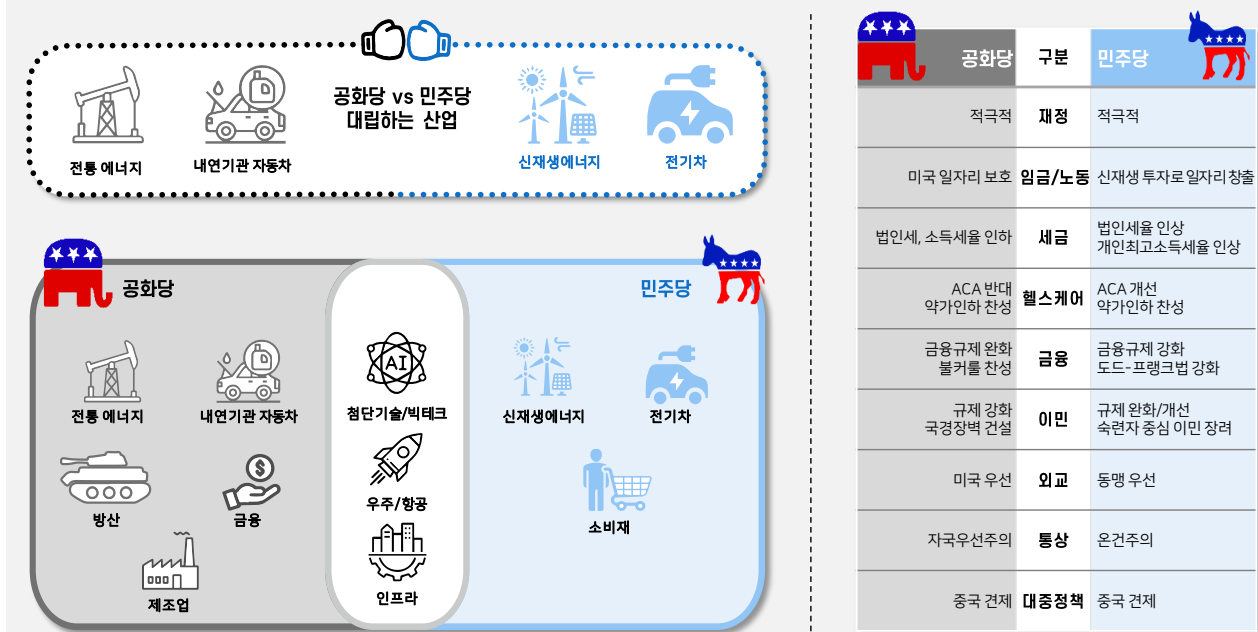 공화당 vs 민주당
대립하는 산업
전통 에너지
내연기관 자동차
신재생에너지
전기차
공화당
민주당
전통 에너지
내연기관 자동차
AI
첨단기술/빅테크
신재생에너지
전기차
방산
$
금융
우주/항공
소비재
제조업
인프라
공화당 구분 민주당
적극적 재정 적극적
미국 일자리 보호 임금/노동 신재생 투자로 일자리 창출
법인세, 소득세율 인하 세금 법인세율 인상
개인최고소득세율 인상
ACA 반대
약가인하 찬성
헬스케어
ACA 개선
약가인하 찬성
금융규제 완화
볼커룰 찬성
금융
금융규제 강화
도드-프랭크법 강화
규제 강화
국경장벽 건설
이민
규제 완화/개선
숙련자 중심 이민 장려
미국 우선 외교 동맹 우선
자국우선주의 통상 온건주의
중국 견제 대중정책 중국 견제